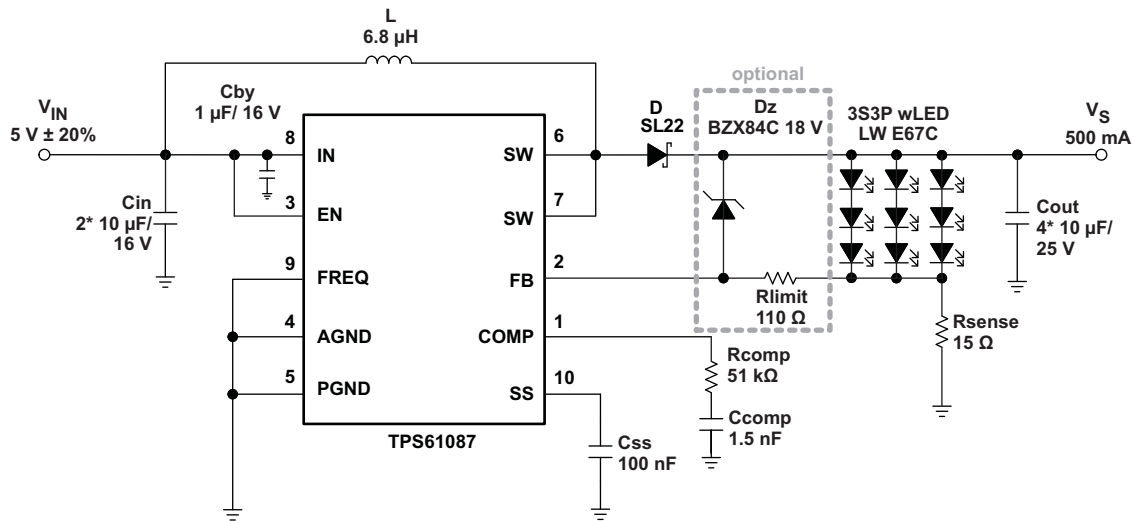 L
6.8 µH
Cby
1 µF/ 16 V
VIN
5 V ± 20%
Cin
2* 10 µF/
16 V
8
IN
3
EN
9
FREQ
4
AGND
5
PGND
6
SW
7
SW
2
FB
1
COMP
10
SS
TPS61087
D
SL22
optional
Dz
BZX84C 18 V
Rlimit
110 Ω
3S3P wLED
LW E67C
VS
500 mA
Cout
4* 10 µF/
25 V
Rsense
15 Ω
Rcomp
51 kΩ
Ccomp
1.5 nF
Css
100 nF